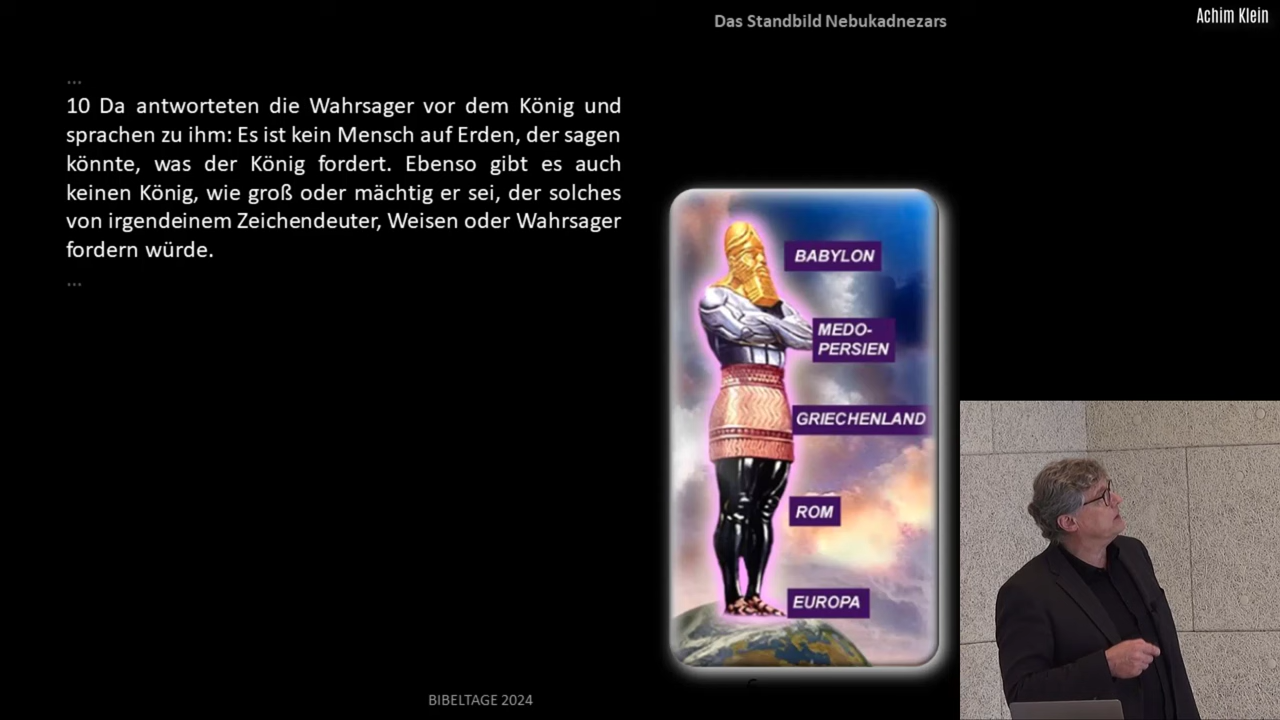 Das Standbild Nebukadnezars
Achim Klein
...
10 Da antworteten die Wahrsager vor dem König und
sprachen zu ihm: Es ist kein Mensch auf Erden, der sagen
könnte, was der König fordert. Ebenso gibt es auch
keinen König, wie groß oder mächtig er sei, der solches
von irgendeinem Zeichendeuter, Weisen oder Wahrsager
fordern würde.
...
BABYLON
MEDO-
PERSIEN
GRIECHENLAND
ROM
EUROPA
BIBELTAGE 2024